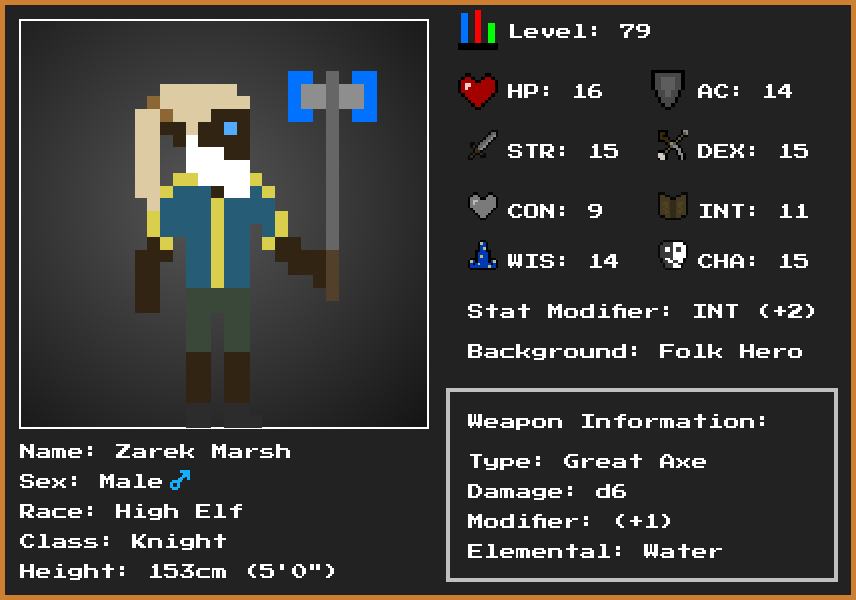 Level: 79
HP: 16 AC: 14
STR: 15 DEX: 15
CON: 9 INT: 11
WIS: 14 CHA: 15
Stat Modifier: INT (+2)
Background: Folk Hero
Weapon Information:
Type: Great Axe
Damage: d6
Modifier: (+1)
Elemental: Water
Name: Zarek Marsh
Sex: Male♂
Race: High Elf
Class: Knight
Height: 153cm (5'0")